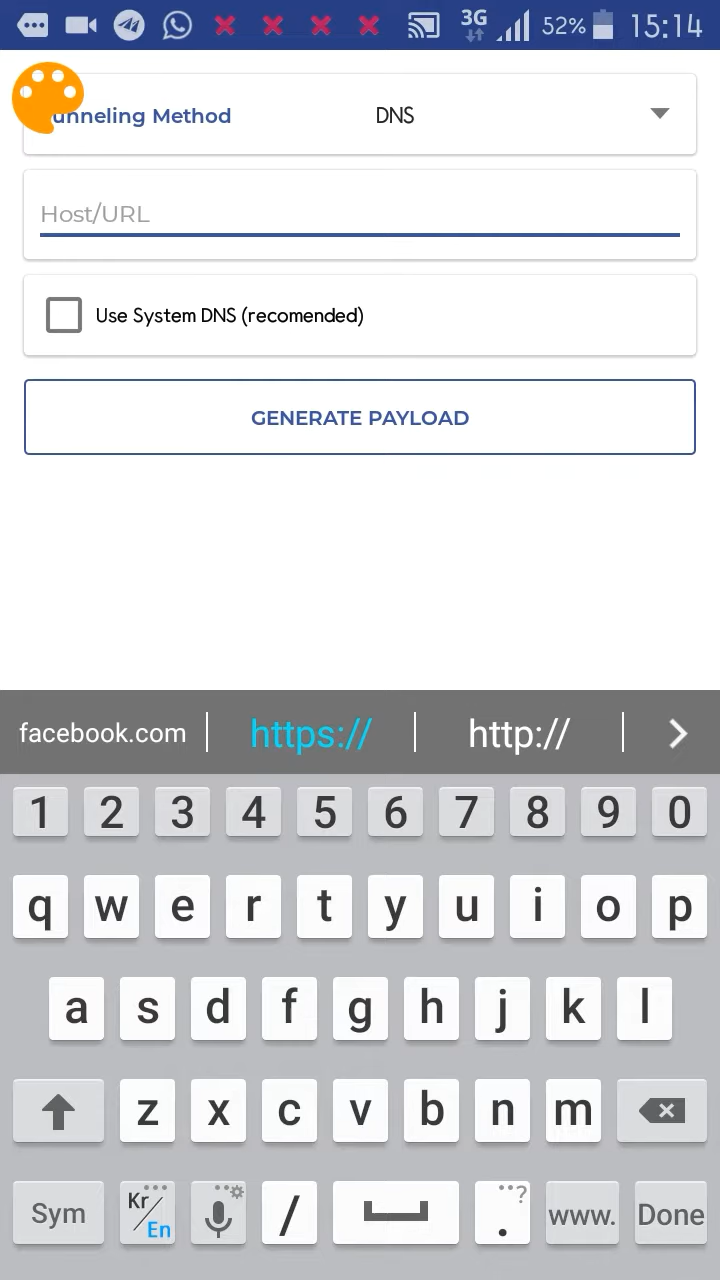 3G 52% 15:14
unneling Method DNS
Host/URL
Use System DNS (recomended)
GENERATE PAYLOAD
facebook.com https:// http://
1 2 3 4 5 6 7 8 9 0
q w e r t y u i o p
a s d f g h j k l
z x c v b n m
Sym Kr/En / . ? www. Done